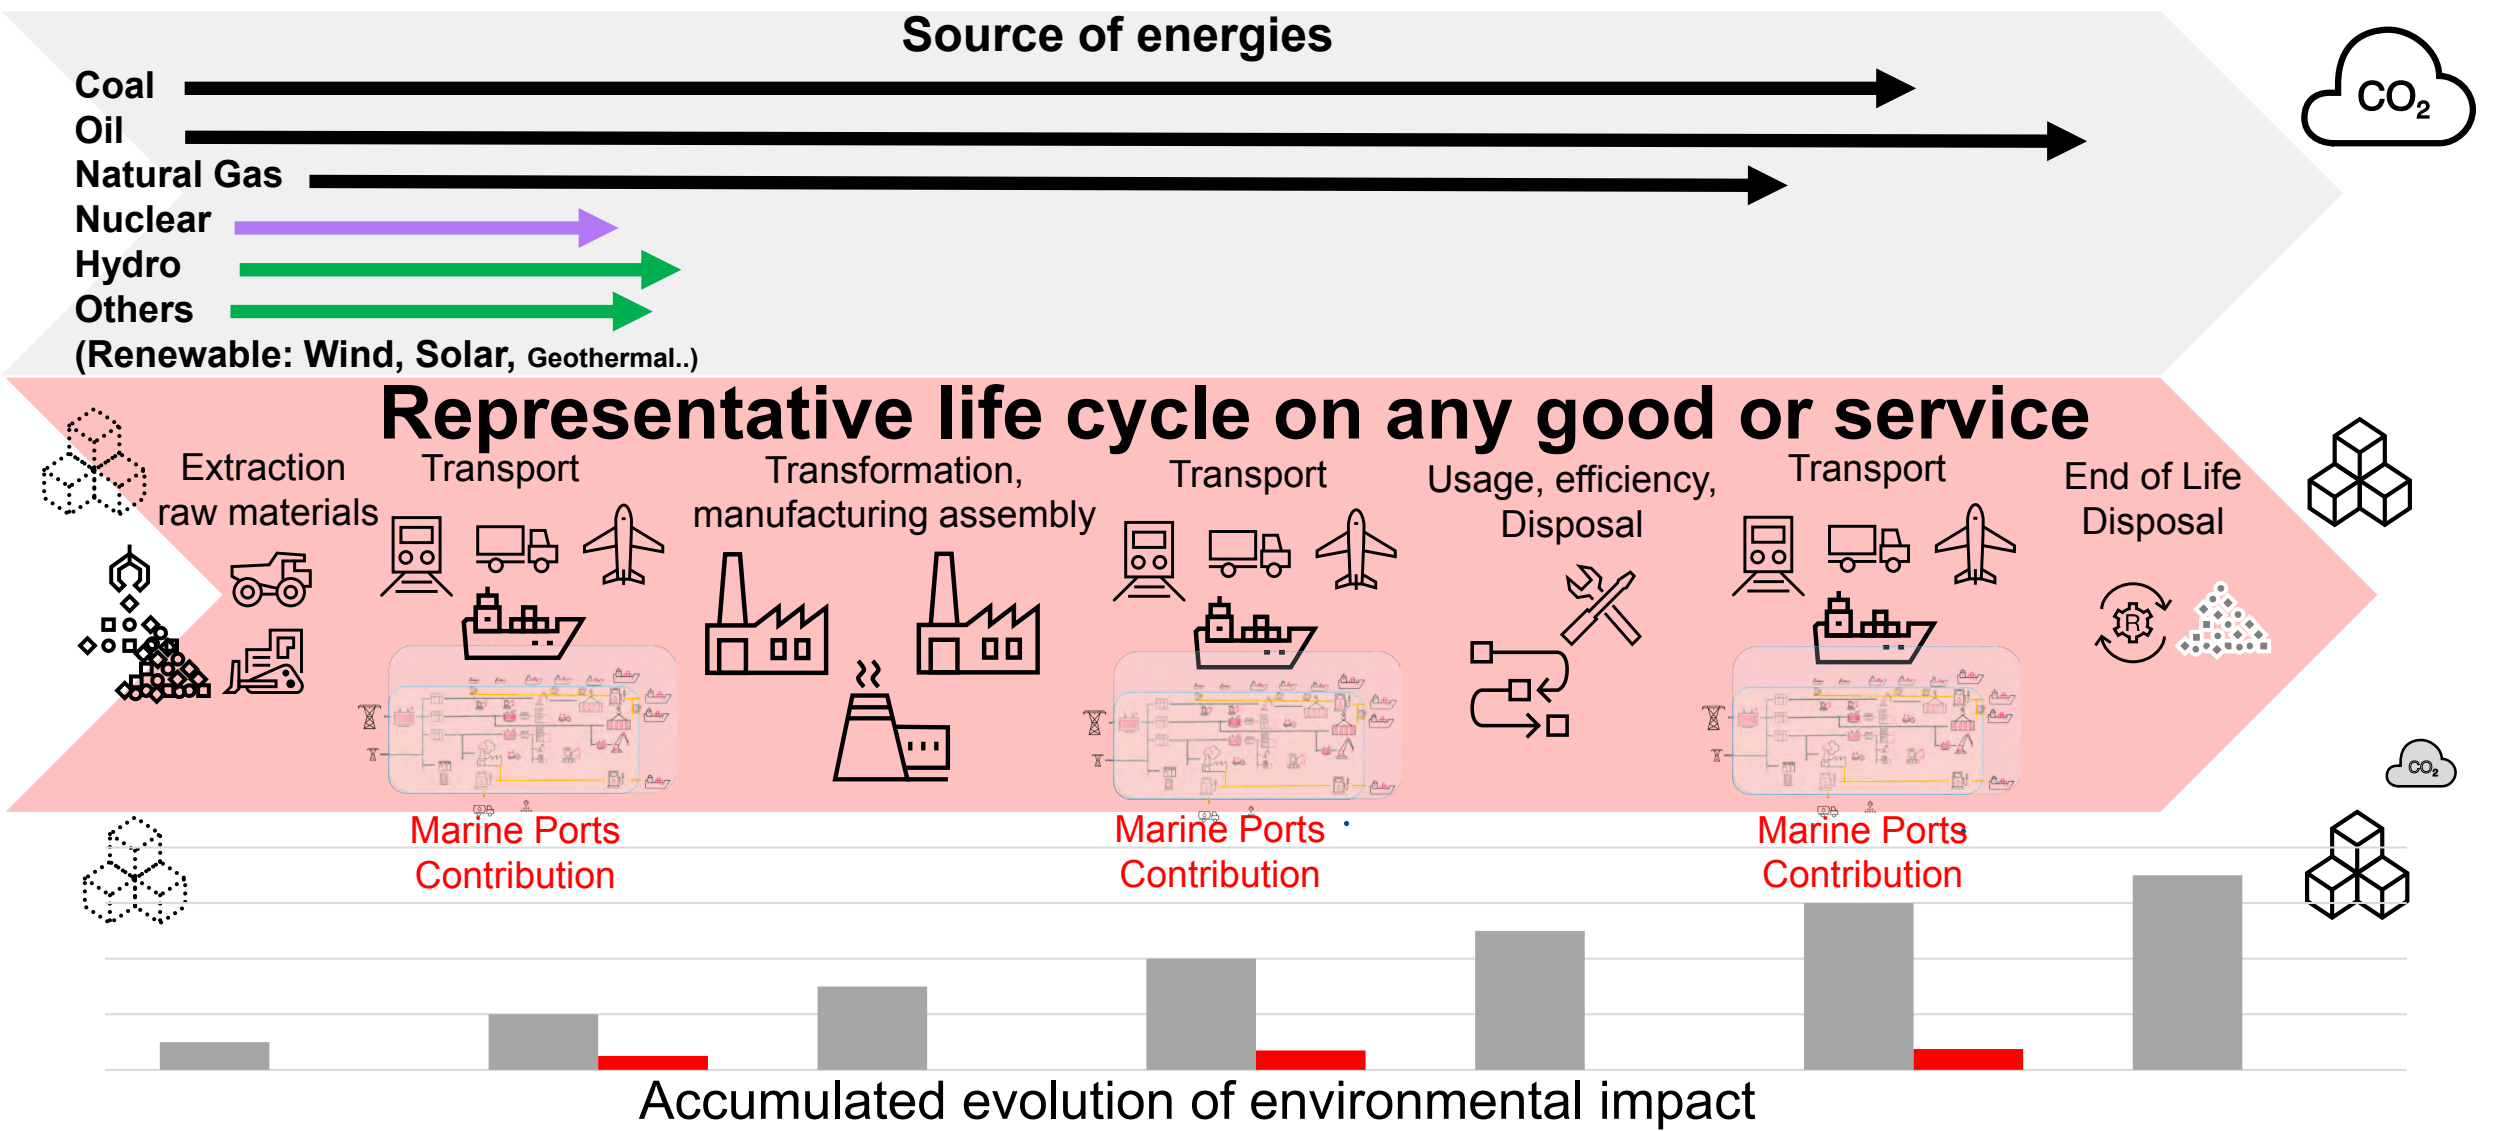 Source of energies
CO₂
Coal
Oil
Natural Gas
Nuclear
Hydro
Others
(Renewable: Wind, Solar, Geothermal..)
Representative life cycle on any good or service
Extraction
raw materials
Transport
Transformation,
manufacturing assembly
Transport
Usage, efficiency,
Disposal
Transport
End of Life
Disposal
R
CO₂
Marine Ports
Contribution
Marine Ports
Contribution
Marine Ports
Contribution
Accumulated evolution of environmental impact